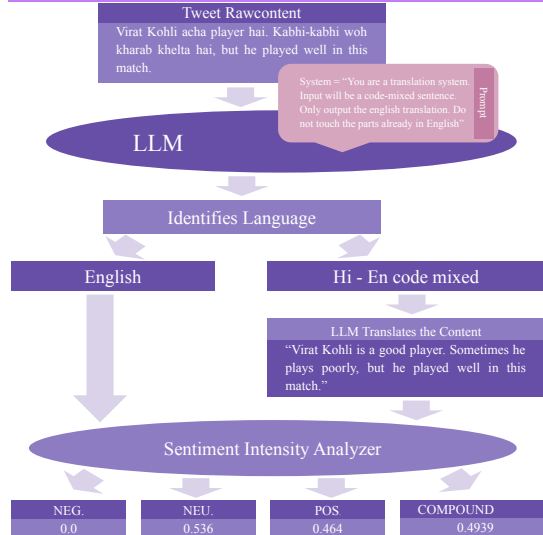 Tweet Rawcontent
Virat Kohli acha player hai. Kabhi-kabhi woh
kharab khelta hai, but he played well in this
match.
System = “You are a translation system.
Input will be a code-mixed sentence.
Only output the english translation. Do
not touch the parts already in English”
Prompt
LLM
Identifies Language
English
Hi - En code mixed
LLM Translates the Content
“Virat Kohli is a good player. Sometimes he
plays poorly, but he played well in this
match.”
Sentiment Intensity Analyzer
NEG. NEU. POS. COMPOUND
0.0 0.536 0.464 0.4939